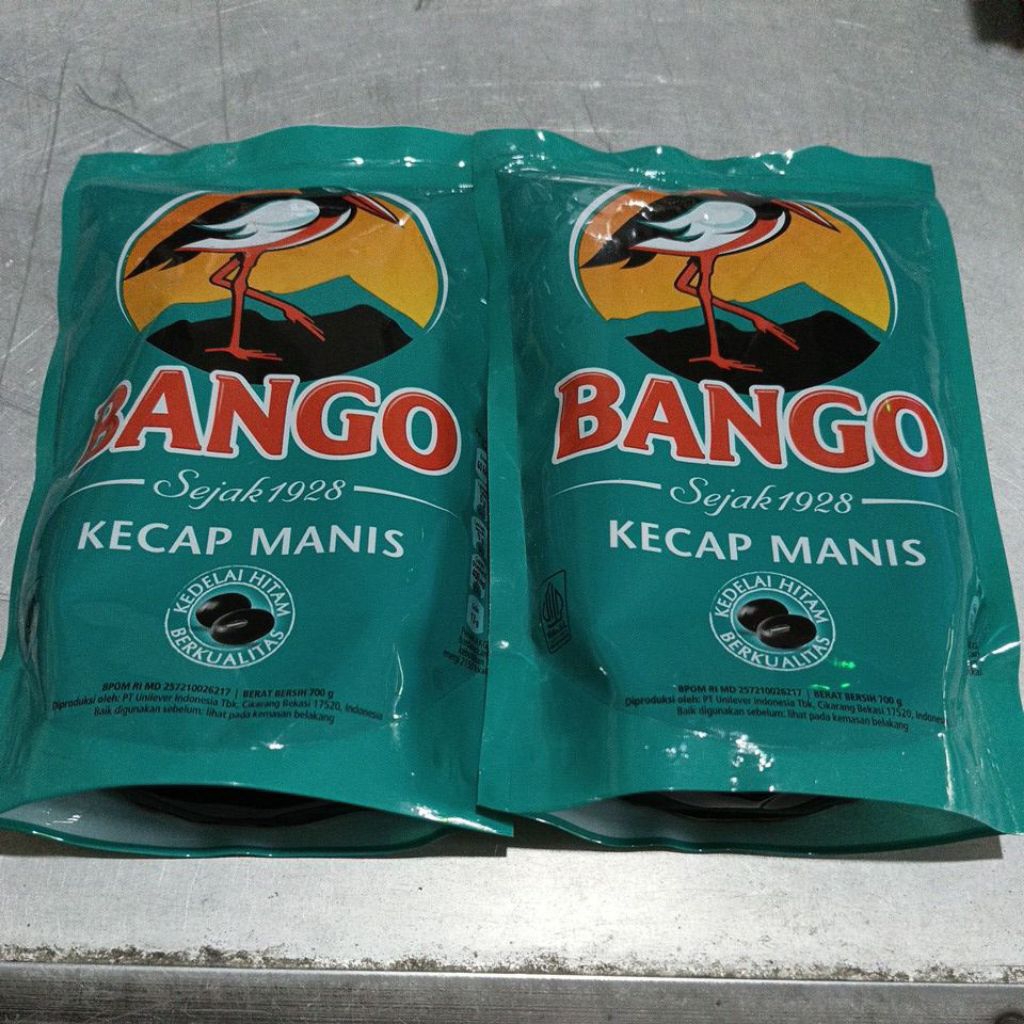 BANGO
Sejak 1928
KECAP MANIS
KEDELAI HITAM
BERKUALITAS
BPOM RI MD 257210026217 | BERAT BERSIH 700 g
Diproduksi oleh: PT Unilever Indonesia Tbk, Cikarang Bekasi 17520, Indonesia
Baik digunakan sebelum: lihat pada kemasan belakang
BANGO
Sejak 1928
KECAP MANIS
KEDELAI HITAM
BERKUALITAS
BPOM RI MD 257210026217 | BERAT BERSIH 700 g
Diproduksi oleh: PT Unilever Indonesia Tbk, Cikarang Bekasi 17520,
Baik digunakan sebelum: lihat pada kemasan belakang